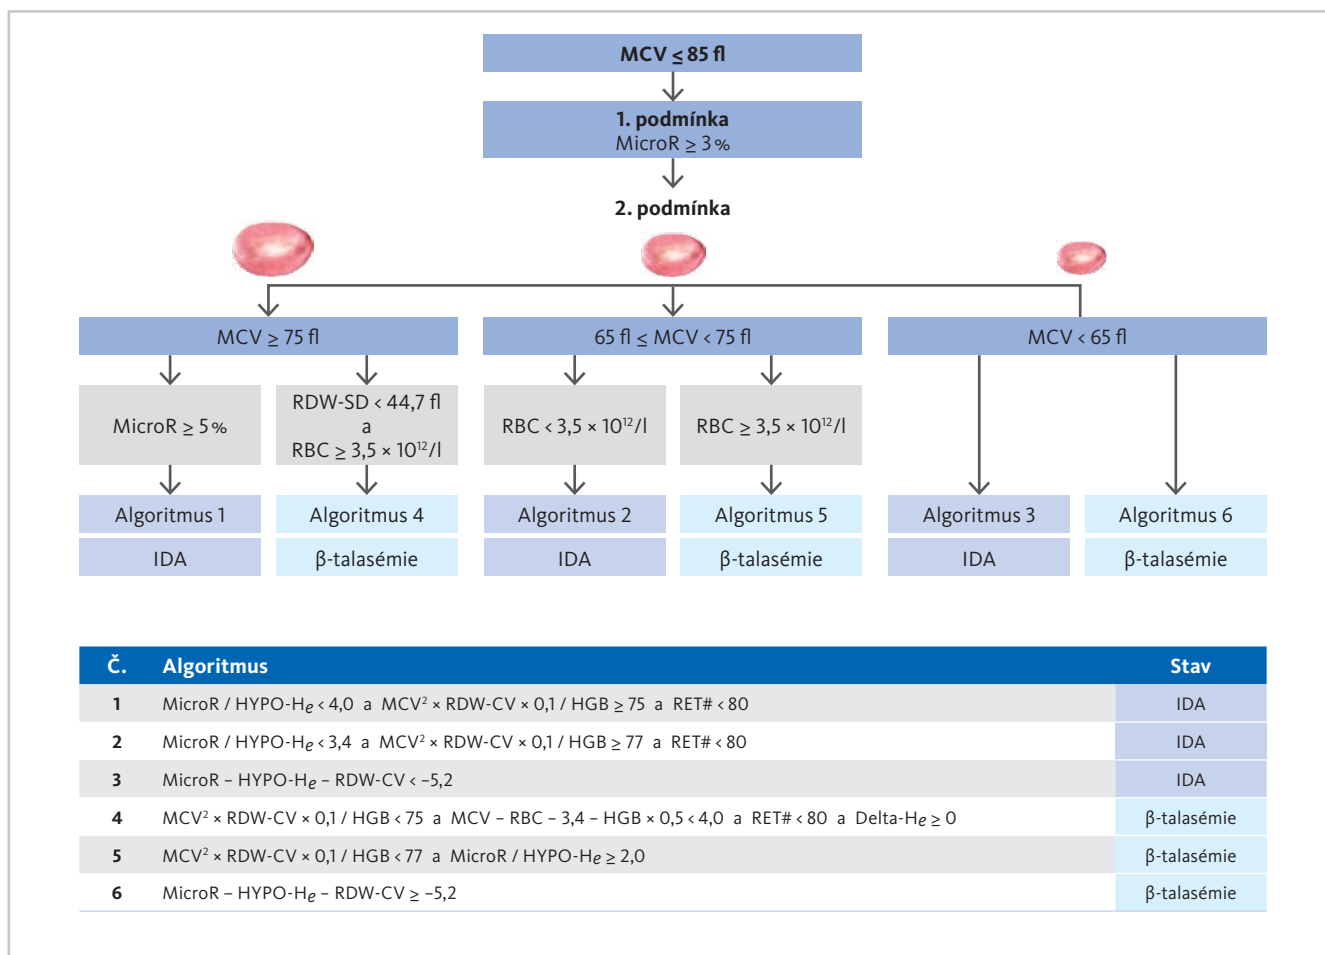 MCV ≤ 85 fl
1. podmínka
MicroR ≥ 3 %
2. podmínka
MCV ≥ 75 fl
65 fl ≤ MCV < 75 fl
MCV < 65 fl
MicroR ≥ 5 %
RDW-SD < 44,7 fl
a
RBC ≥ 3,5 × 10¹²/l
RBC < 3,5 × 10¹²/l
RBC ≥ 3,5 × 10¹²/l
Algoritmus 1
Algoritmus 4
Algoritmus 2
Algoritmus 5
Algoritmus 3
Algoritmus 6
IDA
β-talasémie
IDA
β-talasémie
IDA
β-talasémie
Č. Algoritmus Stav
1 MicroR / HYPO-He < 4,0 a MCV² × RDW-CV × 0,1 / HGB ≥ 75 a RET# < 80 IDA
2 MicroR / HYPO-He < 3,4 a MCV² × RDW-CV × 0,1 / HGB ≥ 77 a RET# < 80 IDA
3 MicroR – HYPO-He – RDW-CV < –5,2 IDA
4 MCV² × RDW-CV × 0,1 / HGB < 75 a MCV – RBC – 3,4 – HGB × 0,5 < 4,0 a RET# < 80 a Delta-He ≥ 0 β-talasémie
5 MCV² × RDW-CV × 0,1 / HGB < 77 a MicroR / HYPO-He ≥ 2,0 β-talasémie
6 MicroR – HYPO-He – RDW-CV ≥ –5,2 β-talasémie